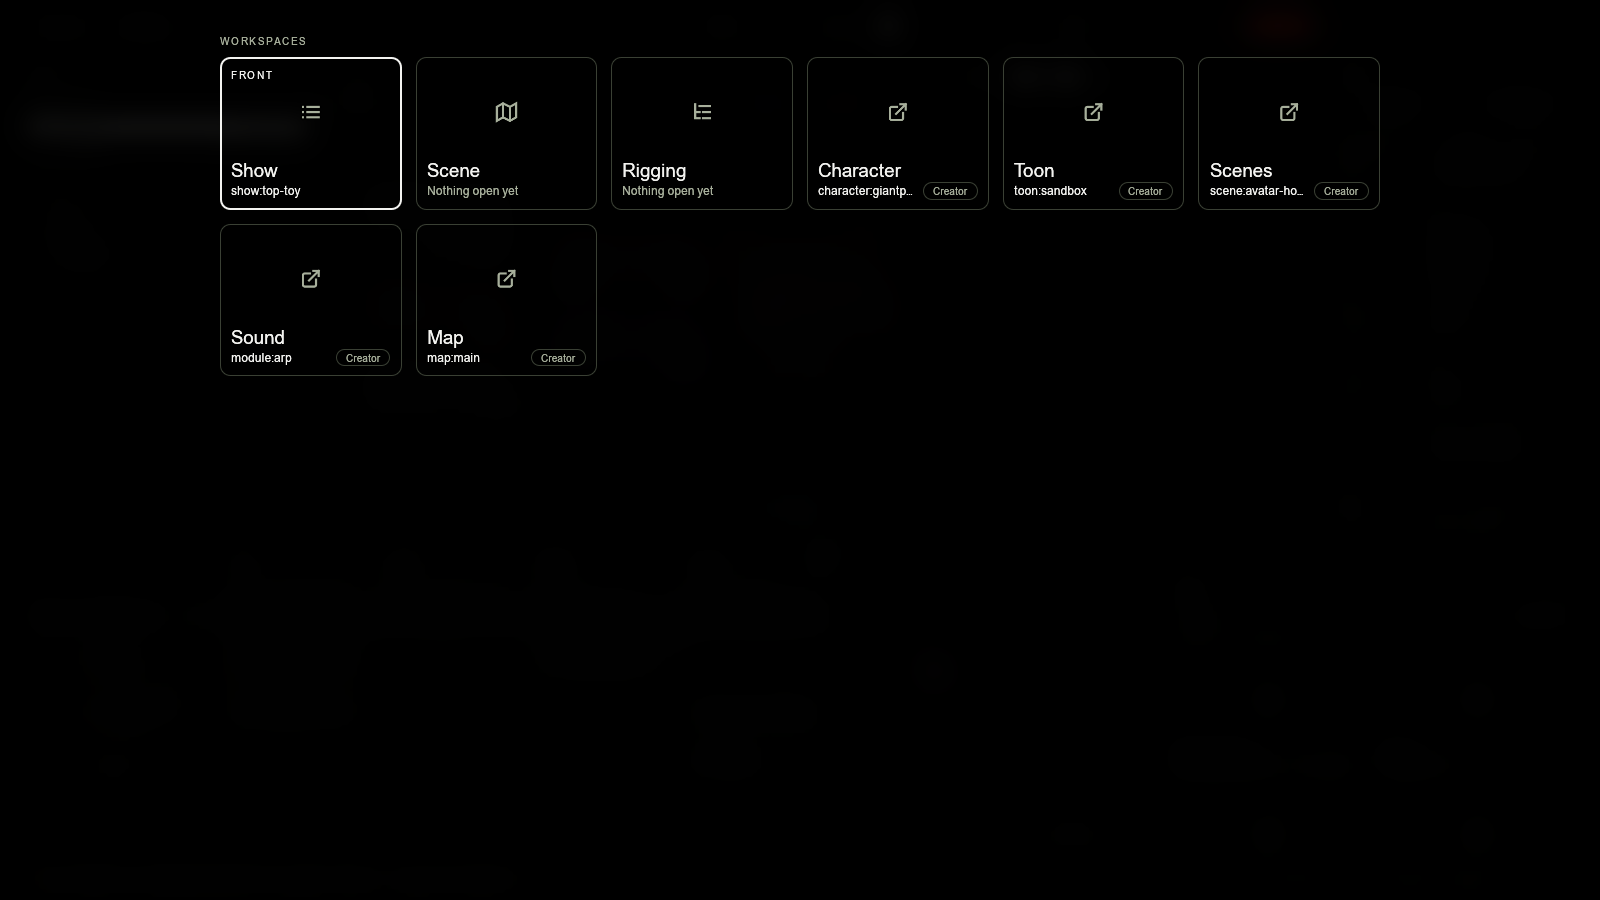 WORKSPACES
FRONT
Show
show:top-toy
Scene
Nothing open yet
Rigging
Nothing open yet
Character
character:giantp…
Creator
Toon
toon:sandbox
Creator
Scenes
scene:avatar-ho…
Creator
Sound
module:arp
Creator
Map
map:main
Creator